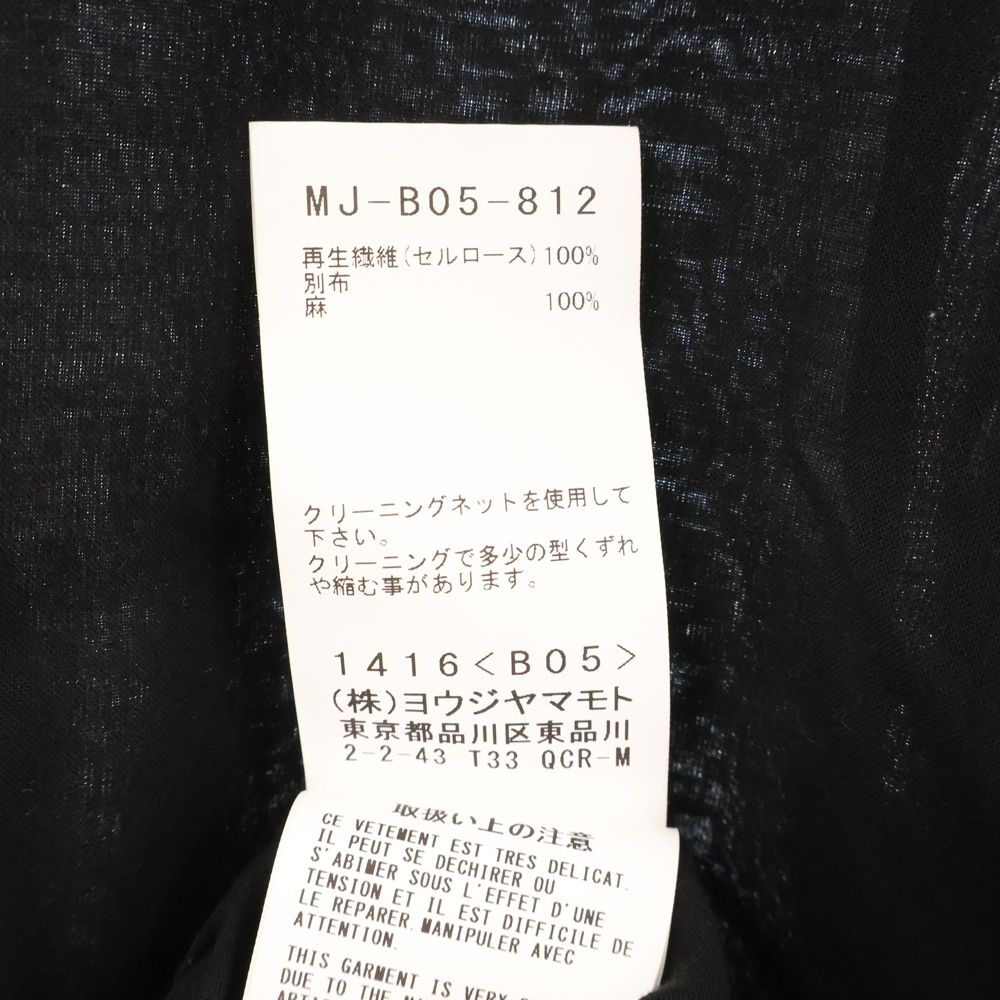 MJ-B05-812
再生繊維(セルロース)100%
別布
麻 100%
クリーニングネットを使用して
下さい。
クリーニングで多少の型くずれ
や縮む事があります。
1416<B05>
(株)ヨウジヤマモト
東京都品川区東品川
2-2-43 T33 QCR-M
取扱い上の注意
CE VETEMENT EST TRES DELICAT.
IL PEUT SE DECHIRER OU
S'ABIMER SOUS L'EFFET D'UNE
TENSION ET IL EST DIFFICILE DE
LE REPARER. MANIPULER AVEC
ATTENTION.
THIS GARMENT IS VERY
DUE TO THE